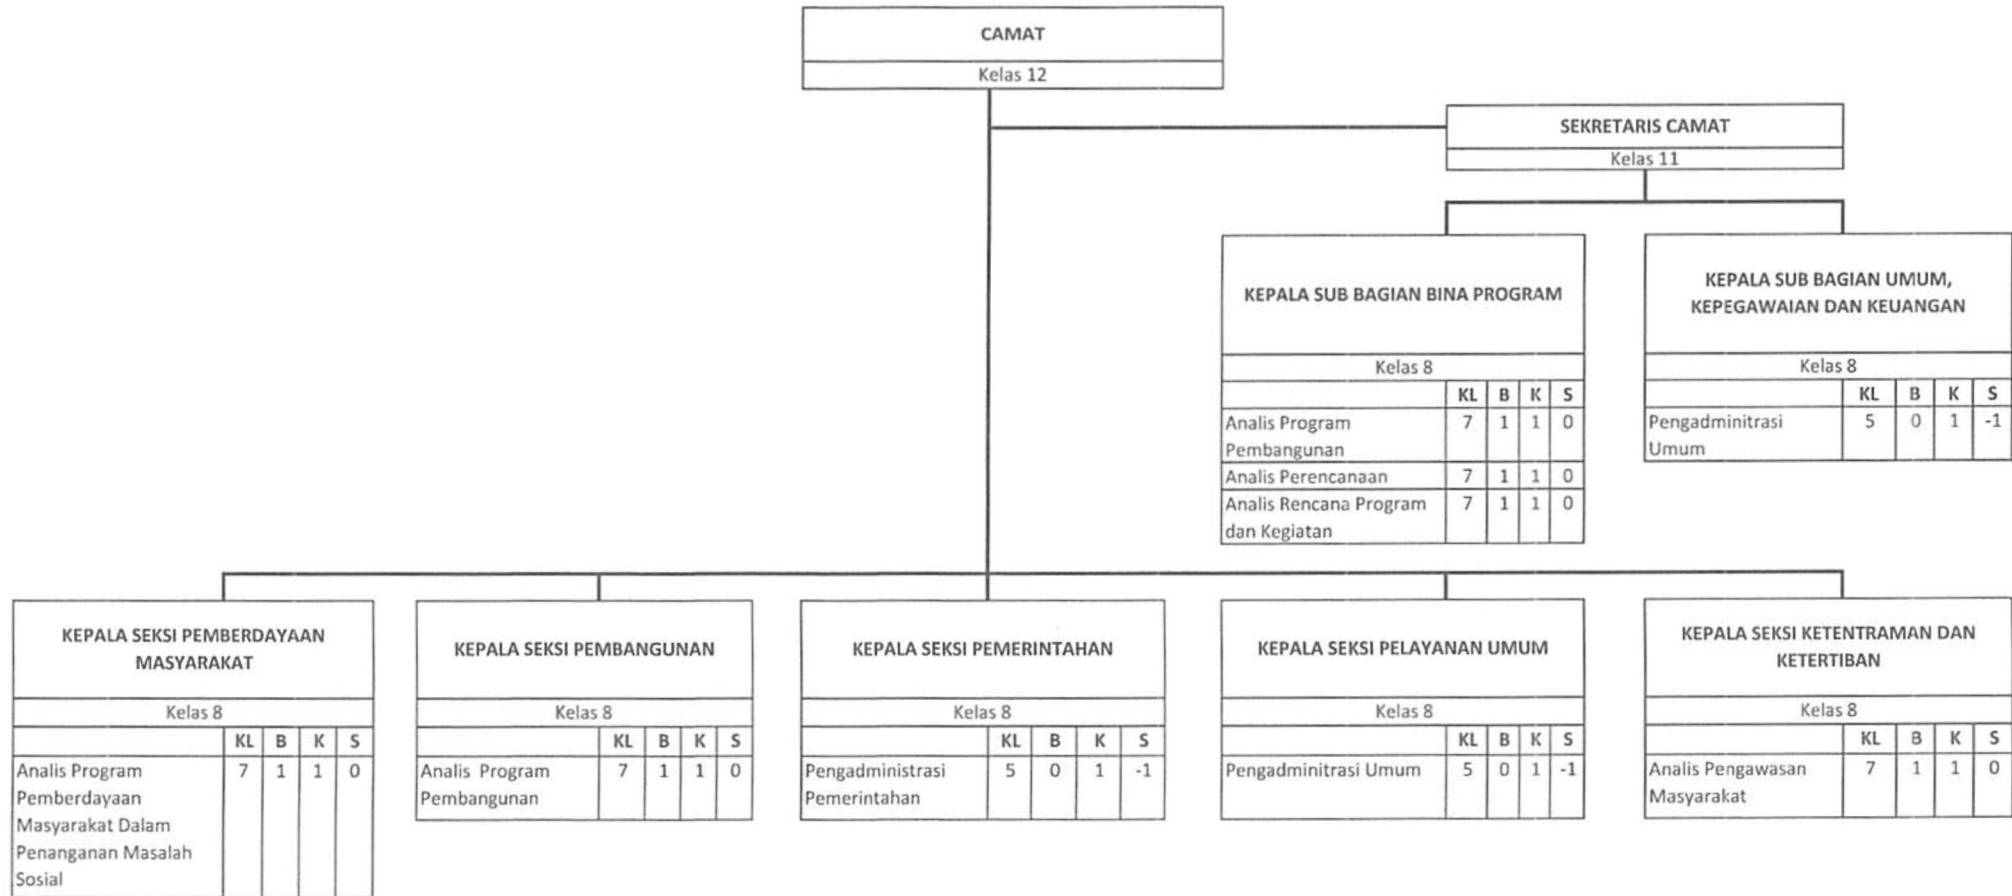 CAMAT
Kelas 12
SEKRETARIS CAMAT
Kelas 11
KEPALA SUB BAGIAN BINA PROGRAM
Kelas 8
KL B K S
Analis Program 7 1 1 0
Pembangunan
Analis Perencanaan 7 1 1 0
Analis Rencana Program 7 1 1 0
dan Kegiatan
KEPALA SUB BAGIAN UMUM,
KEPEGAWAIAN DAN KEUANGAN
Kelas 8
KL B K S
Pengadminitrasi 5 0 1 -1
Umum
KEPALA SEKSI PEMBERDAYAAN
MASYARAKAT
Kelas 8
KL B K S
Analis Program 7 1 1 0
Pemberdayaan
Masyarakat Dalam
Penanganan Masalah
Sosial
KEPALA SEKSI PEMBANGUNAN
Kelas 8
KL B K S
Analis Program 7 1 1 0
Pembangunan
KEPALA SEKSI PEMERINTAHAN
Kelas 8
KL B K S
Pengadministrasi 5 0 1 -1
Pemerintahan
KEPALA SEKSI PELAYANAN UMUM
Kelas 8
KL B K S
Pengadminitrasi Umum 5 0 1 -1
KEPALA SEKSI KETENTRAMAN DAN
KETERTIBAN
Kelas 8
KL B K S
Analis Pengawasan 7 1 1 0
Masyarakat